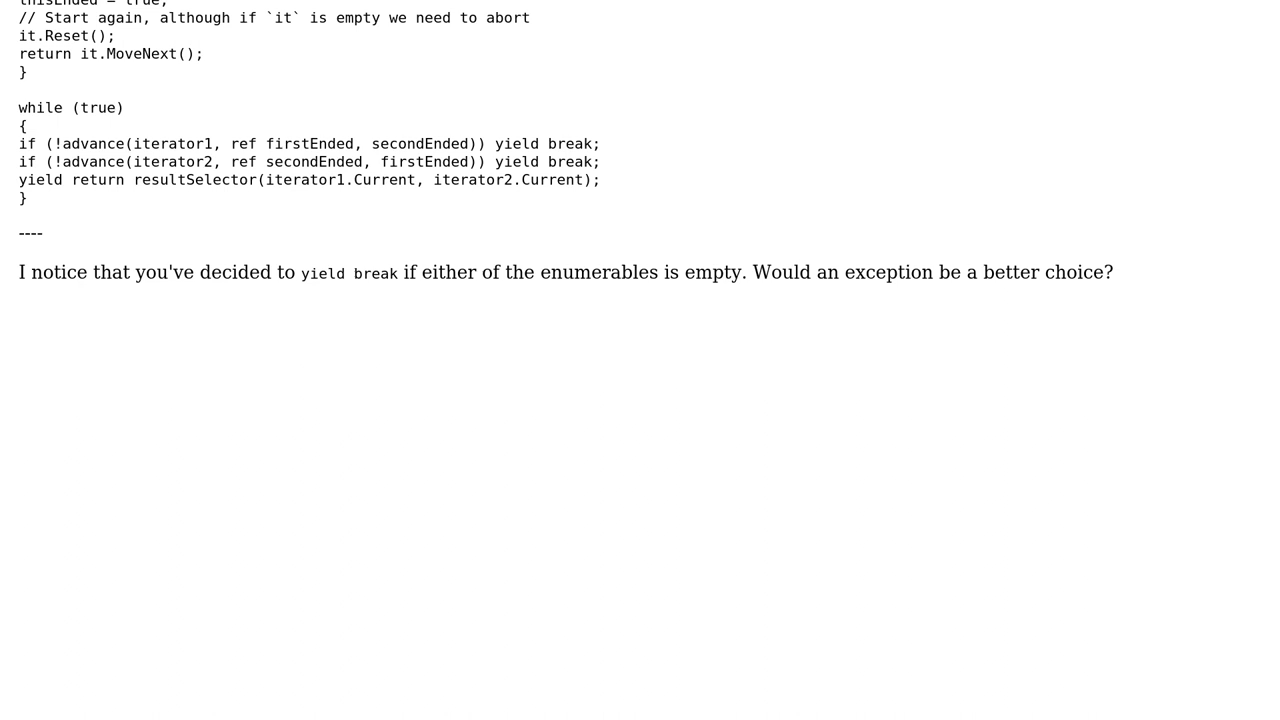 thisEnded = true;
// Start again, although if `it` is empty we need to abort
it.Reset();
return it.MoveNext();
}
while (true)
{
if (!advance(iterator1, ref firstEnded, secondEnded)) yield break;
if (!advance(iterator2, ref secondEnded, firstEnded)) yield break;
yield return resultSelector(iterator1.Current, iterator2.Current);
}
----
I notice that you've decided to yield break if either of the enumerables is empty. Would an exception be a better choice?